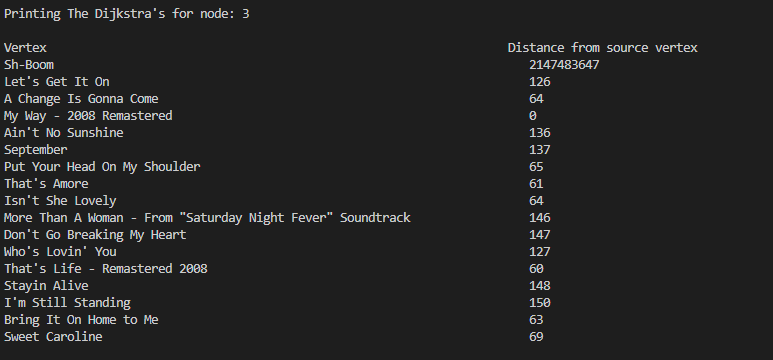 Printing The Dijkstra's for node: 3
Vertex Distance from source vertex
Sh-Boom 2147483647
Let's Get It On 126
A Change Is Gonna Come 64
My Way - 2008 Remastered 0
Ain't No Sunshine 136
September 137
Put Your Head On My Shoulder 65
That's Amore 61
Isn't She Lovely 64
More Than A Woman - From "Saturday Night Fever" Soundtrack 146
Don't Go Breaking My Heart 147
Who's Lovin' You 127
That's Life - Remastered 2008 60
Stayin Alive 148
I'm Still Standing 150
Bring It On Home to Me 63
Sweet Caroline 69